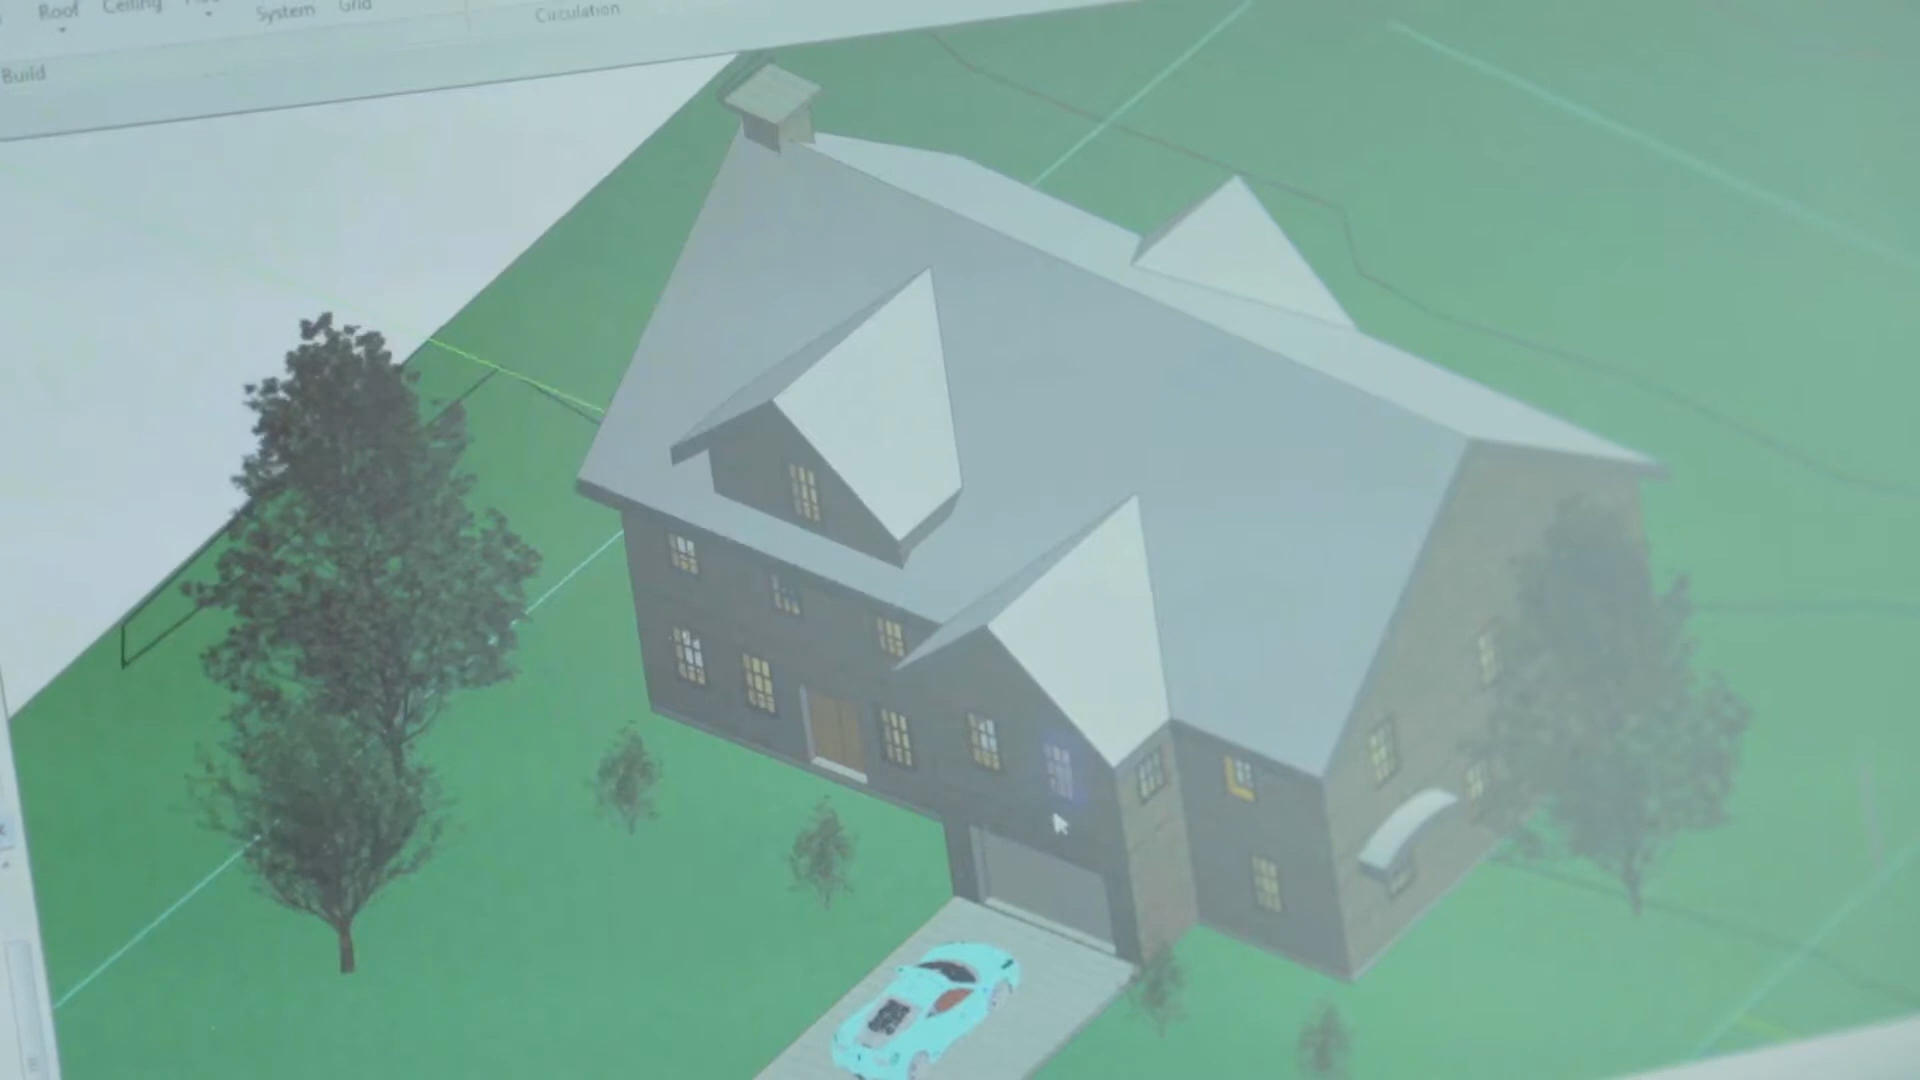 Roof Ceiling
System Grid
Circulation
Build